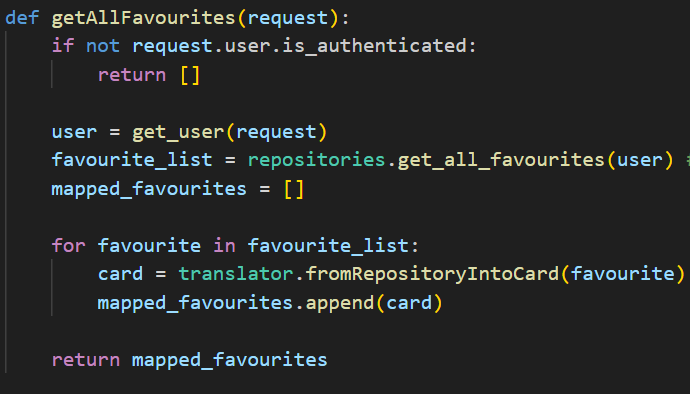 def getAllFavourites(request):
    if not request.user.is_authenticated:
        return []
    user = get_user(request)
    favourite_list = repositories.get_all_favourites(user) #
    mapped_favourites = []
    for favourite in favourite_list:
        card = translator.fromRepositoryIntoCard(favourite)
        mapped_favourites.append(card)
    return mapped_favourites